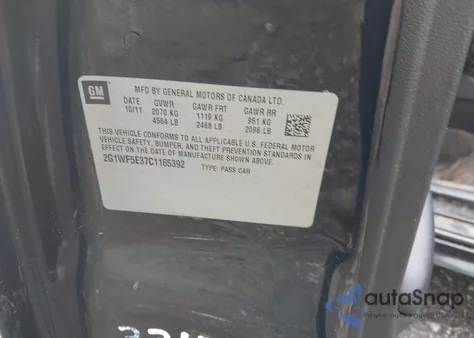 GM
MFD BY GENERAL MOTORS OF CANADA LTD.
DATE GVWR GAWR FRT GAWR RR
10/11 2070 KG 1119 KG 951 KG
4564 LB 2468 LB 2096 LB
THIS VEHICLE CONFORMS TO ALL APPLICABLE U.S. FEDERAL MOTOR
VEHICLE SAFETY, BUMPER, AND THEFT PREVENTION STANDARDS IN
EFFECT ON THE DATE OF MANUFACTURE SHOWN ABOVE.
2G1WF5E37C1165392 TYPE: PASS CAR
autoSnap